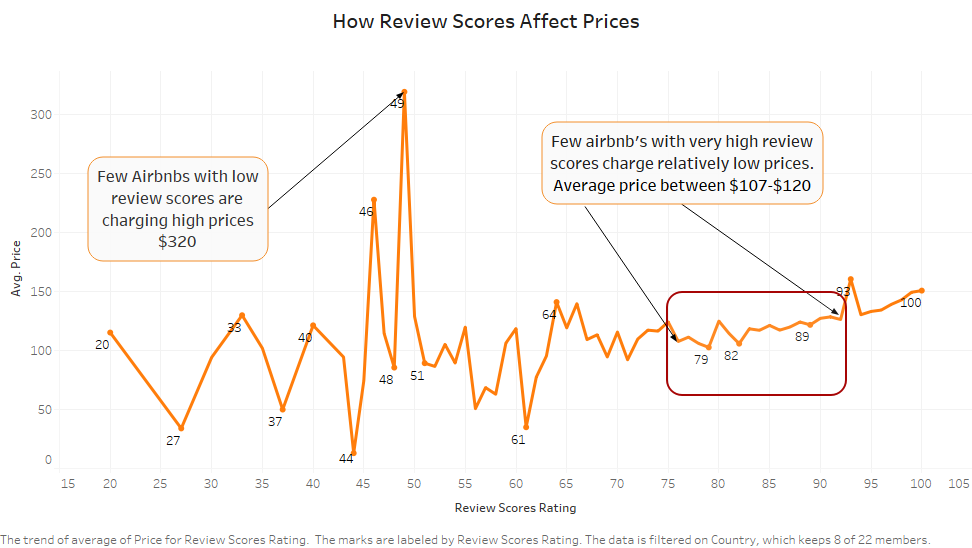 How Review Scores Affect Prices
300
250
200
150
100
50
0
Avg. Price
Few Airbnbs with low
review scores are
charging high prices
$320
Few airbnb's with very high review
scores charge relatively low prices.
Average price between $107-$120
20
27
33
37
40
44
46
48
49
51
61
64
79
82
89
93
100
15 20 25 30 35 40 45 50 55 60 65 70 75 80 85 90 95 100 105
Review Scores Rating
The trend of average of Price for Review Scores Rating. The marks are labeled by Review Scores Rating. The data is filtered on Country, which keeps 8 of 22 members.